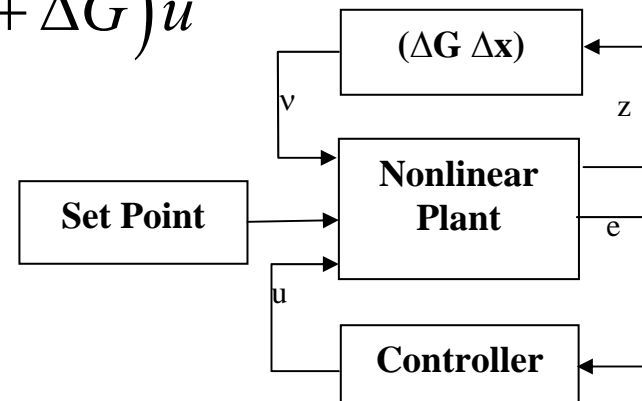 + ΔG)u
(ΔG Δx)
ν
z
Nonlinear
Plant
Set Point
e
u
Controller